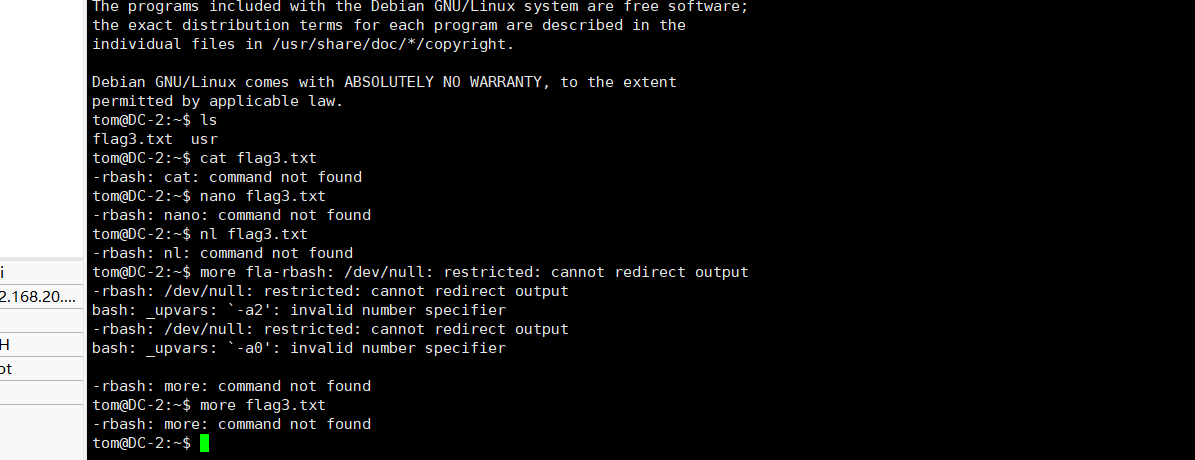 The programs included with the Debian GNU/Linux system are free software;
the exact distribution terms for each program are described in the
individual files in /usr/share/doc/*/copyright.
Debian GNU/Linux comes with ABSOLUTELY NO WARRANTY, to the extent
permitted by applicable law.
tom@DC-2:~$ ls
flag3.txt  usr
tom@DC-2:~$ cat flag3.txt
-rbash: cat: command not found
tom@DC-2:~$ nano flag3.txt
-rbash: nano: command not found
tom@DC-2:~$ nl flag3.txt
-rbash: nl: command not found
tom@DC-2:~$ more fla-rbash: /dev/null: restricted: cannot redirect output
-rbash: /dev/null: restricted: cannot redirect output
bash: _upvars: `-a2': invalid number specifier
-rbash: /dev/null: restricted: cannot redirect output
bash: _upvars: `-a0': invalid number specifier
-rbash: more: command not found
tom@DC-2:~$ more flag3.txt
-rbash: more: command not found
tom@DC-2:~$
i
2.168.20....
H
ot